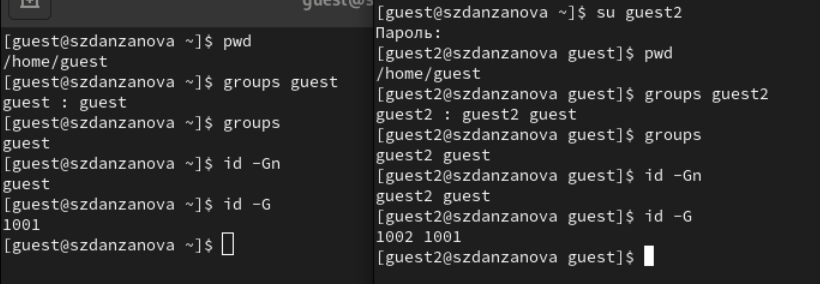 guest@s
[guest@szdanzanova ~]$ pwd
/home/guest
[guest@szdanzanova ~]$ groups guest
guest : guest
[guest@szdanzanova ~]$ groups
guest
[guest@szdanzanova ~]$ id -Gn
guest
[guest@szdanzanova ~]$ id -G
1001
[guest@szdanzanova ~]$
[guest@szdanzanova ~]$ su guest2
Пароль:
[guest2@szdanzanova guest]$ pwd
/home/guest
[guest2@szdanzanova guest]$ groups guest2
guest2 : guest2 guest
[guest2@szdanzanova guest]$ groups
guest2 guest
[guest2@szdanzanova guest]$ id -Gn
guest2 guest
[guest2@szdanzanova guest]$ id -G
1002 1001
[guest2@szdanzanova guest]$